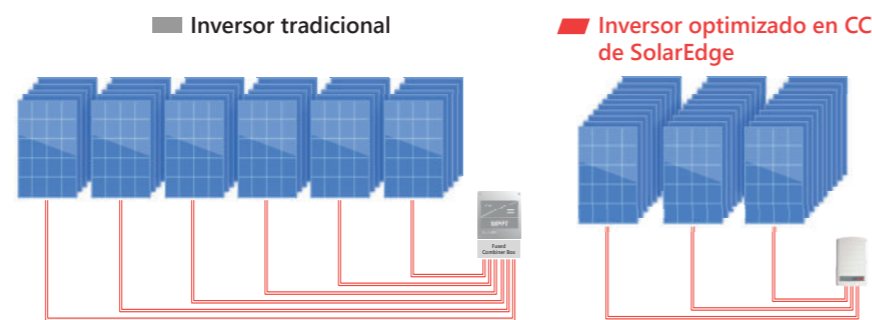 Inversor tradicional
Inversor optimizado en CC
de SolarEdge
MPPT
Fused
Combiner Box